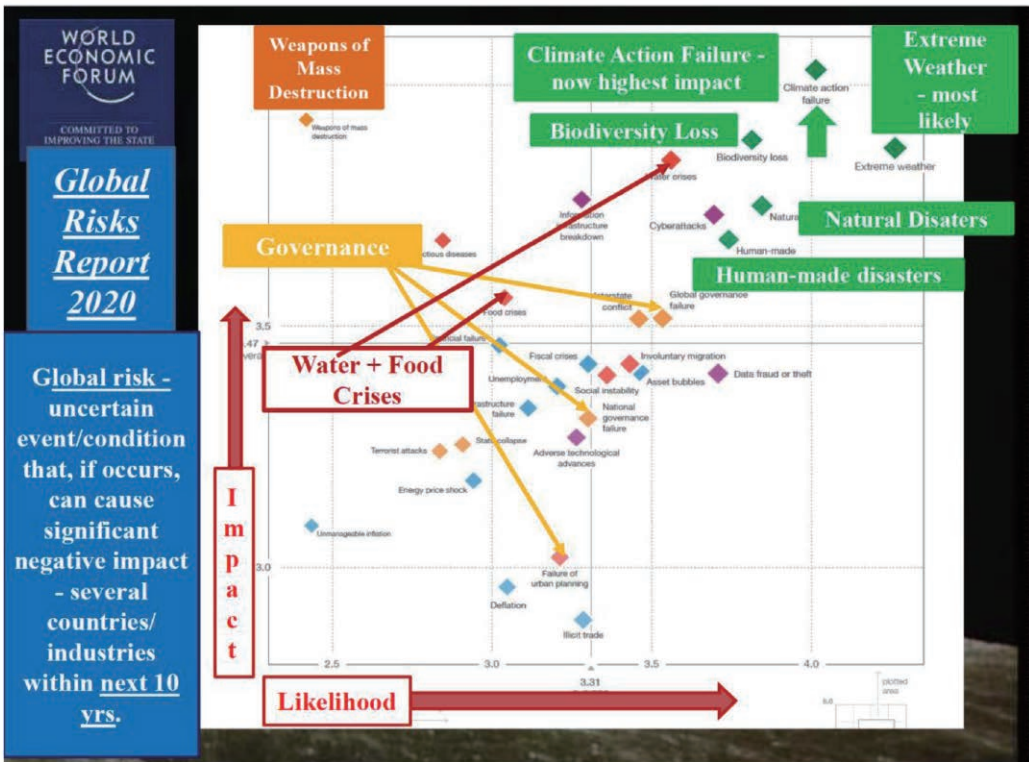 WORLD
ECONOMIC
FORUM
COMMITTED TO
IMPROVING THE STATE
Global
Risks
Report
2020
Global risk -
uncertain
event/condition
that, if occurs,
can cause
significant
negative impact
- several
countries/
industries
within next 10
yrs.
Weapons of
Mass
Destruction
Weapons of mass
destruction
Climate Action Failure -
now highest impact
Climate action
failure
Extreme
Weather
- most
likely
Extreme weather
Biodiversity Loss
Biodiversity loss
Water crises
Information
infrastructure
breakdown
Cyberattacks
Natural Disaters
Human-made
Human-made disasters
Governance
diseases
Food crises
Interstate
conflict
Global governance
failure
3.5
.47
failure
Water + Food
Crises
Fiscal crises
Involuntary migration
Unemployme
Social instability
Asset bubbles
Data fraud or theft
failure
National
governance
failure
Terrorist attacks
State collapse
Adverse technological
advances
Energy price shock
Unmanageable inflation
3.0
Failure of
urban planning
Deflation
Illicit trade
I
m
p
a
c
t
2.5
3.0
3.5
4.0
3.31
Likelihood
plotted
area